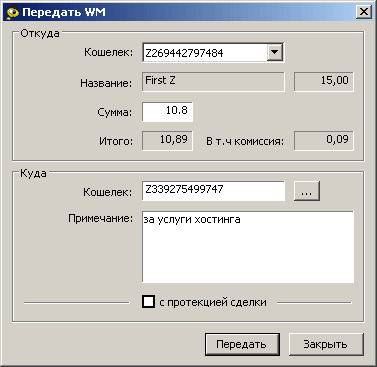 Передать WM
Откуда
Кошелек: Z269442797484
Название: First Z 15,00
Сумма: 10.8
Итого: 10,89 В т.ч комиссия: 0,09
Куда
Кошелек: Z339275499747 ...
Примечание: за услуги хостинга
с протекцией сделки
Передать Закрыть